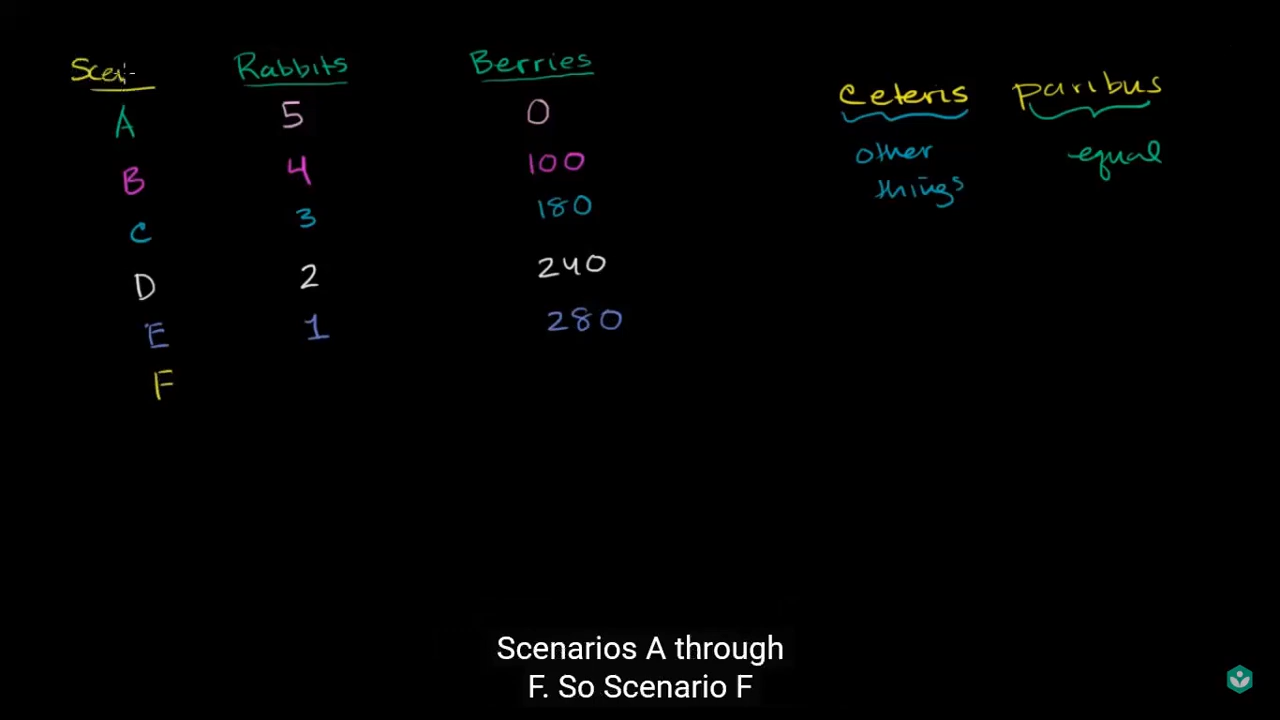 Scen Rabbits Berries
A 5 0
B 4 100
C 3 180
D 2 240
E 1 280
F
ceteris paribus
other equal
things
Scenarios A through
F. So Scenario F